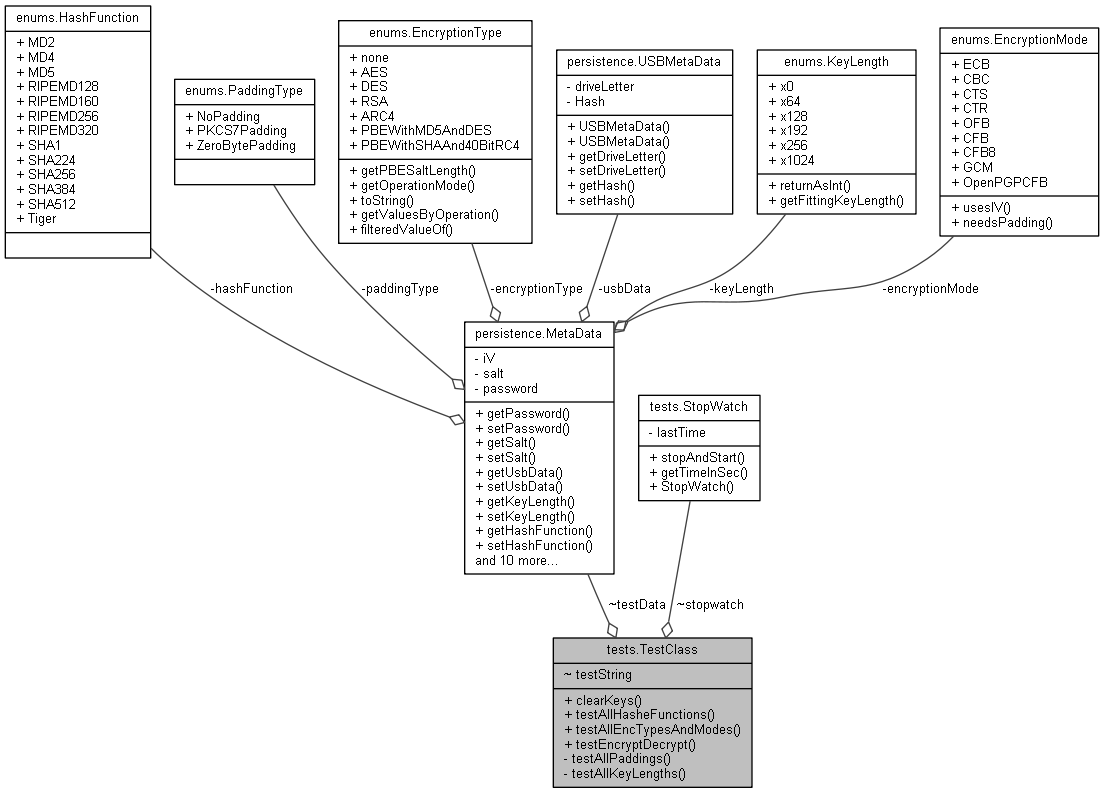 enums.HashFunction
+ MD2
+ MD4
+ MD5
+ RIPEMD128
+ RIPEMD160
+ RIPEMD256
+ RIPEMD320
+ SHA1
+ SHA224
+ SHA256
+ SHA384
+ SHA512
+ Tiger
enums.PaddingType
+ NoPadding
+ PKCS7Padding
+ ZeroBytePadding
enums.EncryptionType
+ none
+ AES
+ DES
+ RSA
+ ARC4
+ PBEWithMD5AndDES
+ PBEWithSHAAnd40BitRC4
+ getPBESaltLength()
+ getOperationMode()
+ toString()
+ getValuesByOperation()
+ filteredValueOf()
persistence.USBMetaData
- driveLetter
- Hash
+ USBMetaData()
+ USBMetaData()
+ getDriveLetter()
+ setDriveLetter()
+ getHash()
+ setHash()
enums.KeyLength
+ x0
+ x64
+ x128
+ x192
+ x256
+ x1024
+ returnAsInt()
+ getFittingKeyLength()
enums.EncryptionMode
+ ECB
+ CBC
+ CTS
+ CTR
+ OFB
+ CFB
+ CFB8
+ GCM
+ OpenPGPCFB
+ usesIV()
+ needsPadding()
-hashFunction
-paddingType
-encryptionType
-usbData
-keyLength
-encryptionMode
persistence.MetaData
- iV
- salt
- password
+ getPassword()
+ setPassword()
+ getSalt()
+ setSalt()
+ getUsbData()
+ setUsbData()
+ getKeyLength()
+ setKeyLength()
+ getHashFunction()
+ setHashFunction()
and 10 more...
tests.StopWatch
- lastTime
+ stopAndStart()
+ getTimeInSec()
+ StopWatch()
~testData
~stopwatch
tests.TestClass
~ testString
+ clearKeys()
+ testAllHasheFunctions()
+ testAllEncTypesAndModes()
+ testEncryptDecrypt()
- testAllPaddings()
- testAllKeyLengths()